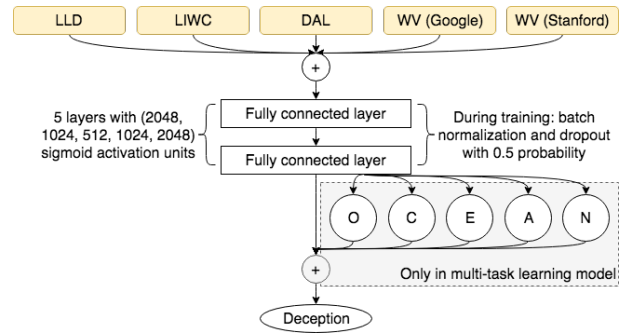 LLD
LIWC
DAL
WV (Google)
WV (Stanford)
+
5 layers with (2048,
1024, 512, 1024, 2048)
sigmoid activation units
Fully connected layer
Fully connected layer
During training: batch
normalization and dropout
with 0.5 probability
O
C
E
A
N
+
Only in multi-task learning model
Deception